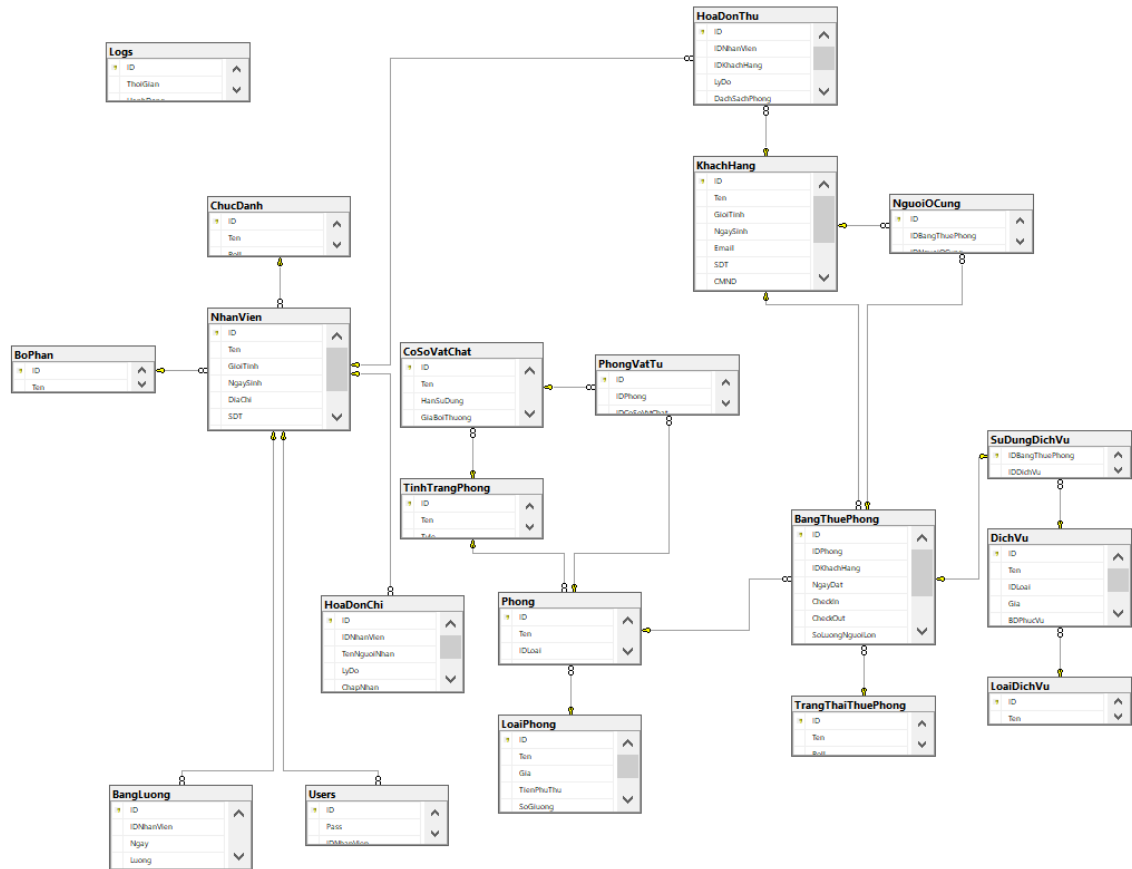 HoaDonThu
ID
IDNhanVien
IDKhachHang
LyDo
DachSachPhong
Logs
ID
ThoiGian
KhachHang
ID
Ten
GioiTinh
NgaySinh
Email
SDT
CMND
NguoiOCung
ID
IDBangThuePhong
IDNguoiOCung
ChucDanh
ID
Ten
NhanVien
ID
Ten
GioiTinh
NgaySinh
DiaChi
SDT
BoPhan
ID
Ten
CoSoVatChat
ID
Ten
HanSuDung
GiaBoiThuong
PhongVatTu
ID
IDPhong
IDCoSoVatChat
TinhTrangPhong
ID
Ten
SuDungDichVu
IDBangThuePhong
IDDichVu
BangThuePhong
ID
IDPhong
IDKhachHang
NgayDat
CheckIn
CheckOut
SoLuongNguoiLon
DichVu
ID
Ten
IDLoai
Gia
BDPhucVu
HoaDonChi
ID
IDNhanVien
TenNguoiNhan
LyDo
ChapNhan
Phong
ID
Ten
IDLoai
LoaiDichVu
ID
Ten
TrangThaiThuePhong
ID
Ten
LoaiPhong
ID
Ten
Gia
TienPhuThu
SoGiuong
BangLuong
ID
IDNhanVien
Ngay
Luong
Users
ID
Pass
IDNhanVien